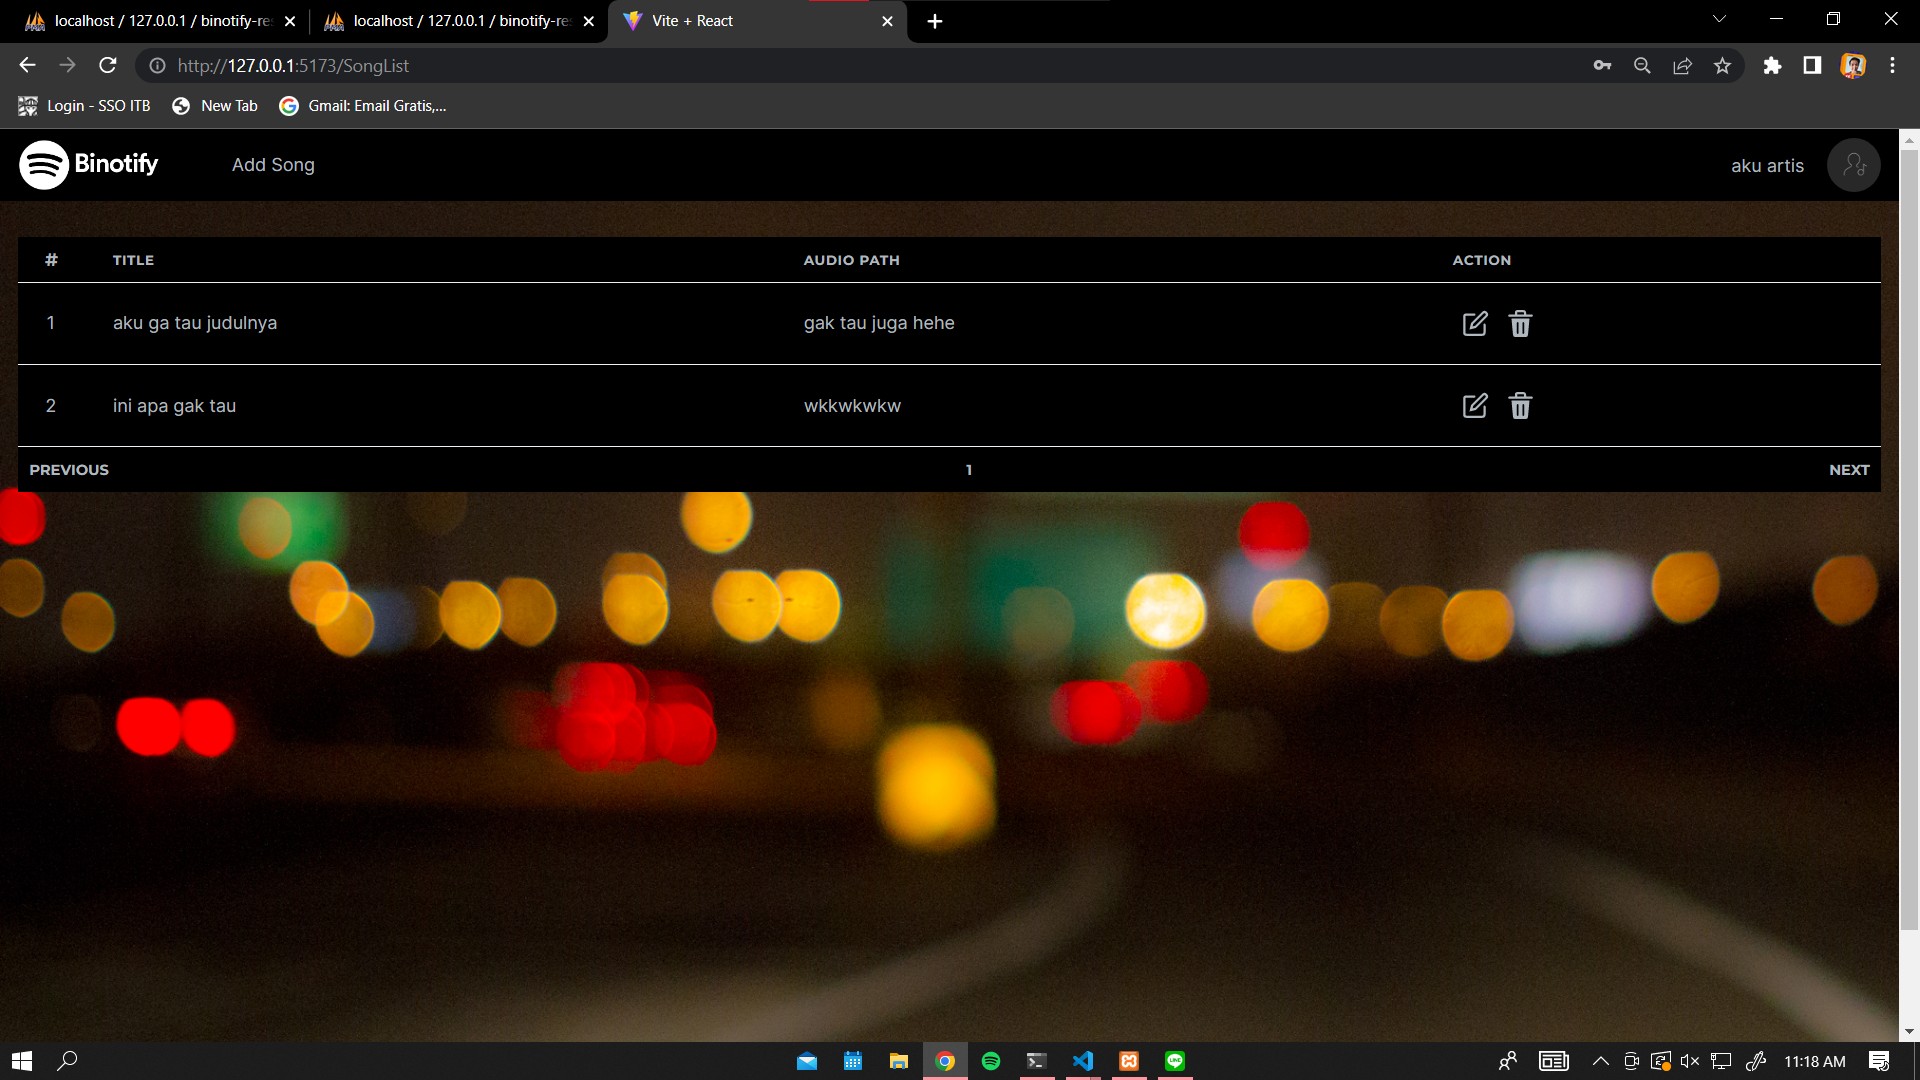 localhost / 127.0.0.1 / binotify-re
localhost / 127.0.0.1 / binotify-re
Vite + React
http://127.0.0.1:5173/SongList
Login - SSO ITB
New Tab
Gmail: Email Gratis,...
Binotify
Add Song
aku artis
# TITLE AUDIO PATH ACTION
1 aku ga tau judulnya gak tau juga hehe
2 ini apa gak tau wkkwkwkw
PREVIOUS 1 NEXT
11:18 AM